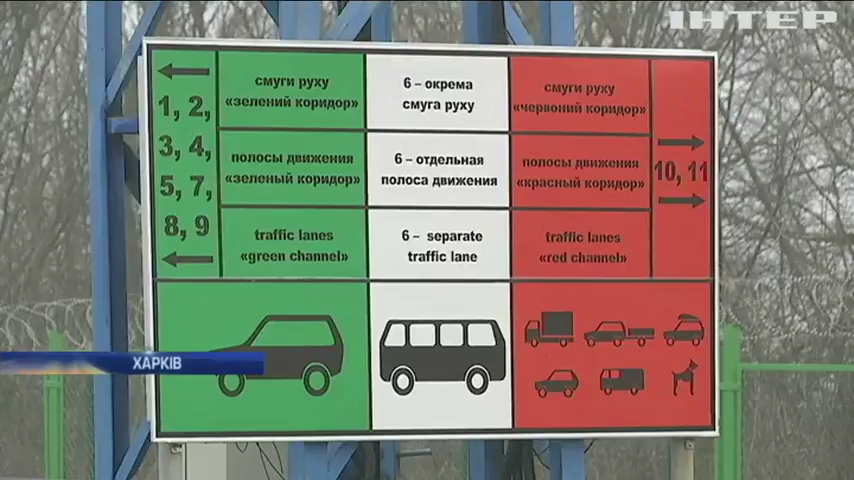 ІНТЕР
1, 2,
3, 4,
5, 7,
8, 9
смуги руху
«зелений коридор»
полосы движения
«зеленый коридор»
traffic lanes
«green channel»
6 – окрема
смуга руху
6 – отдельная
полоса движения
6 – separate
traffic lane
смуги руху
«червоний коридор»
полосы движения
«красный коридор»
traffic lanes
«red channel»
10, 11
ХАРКІВ